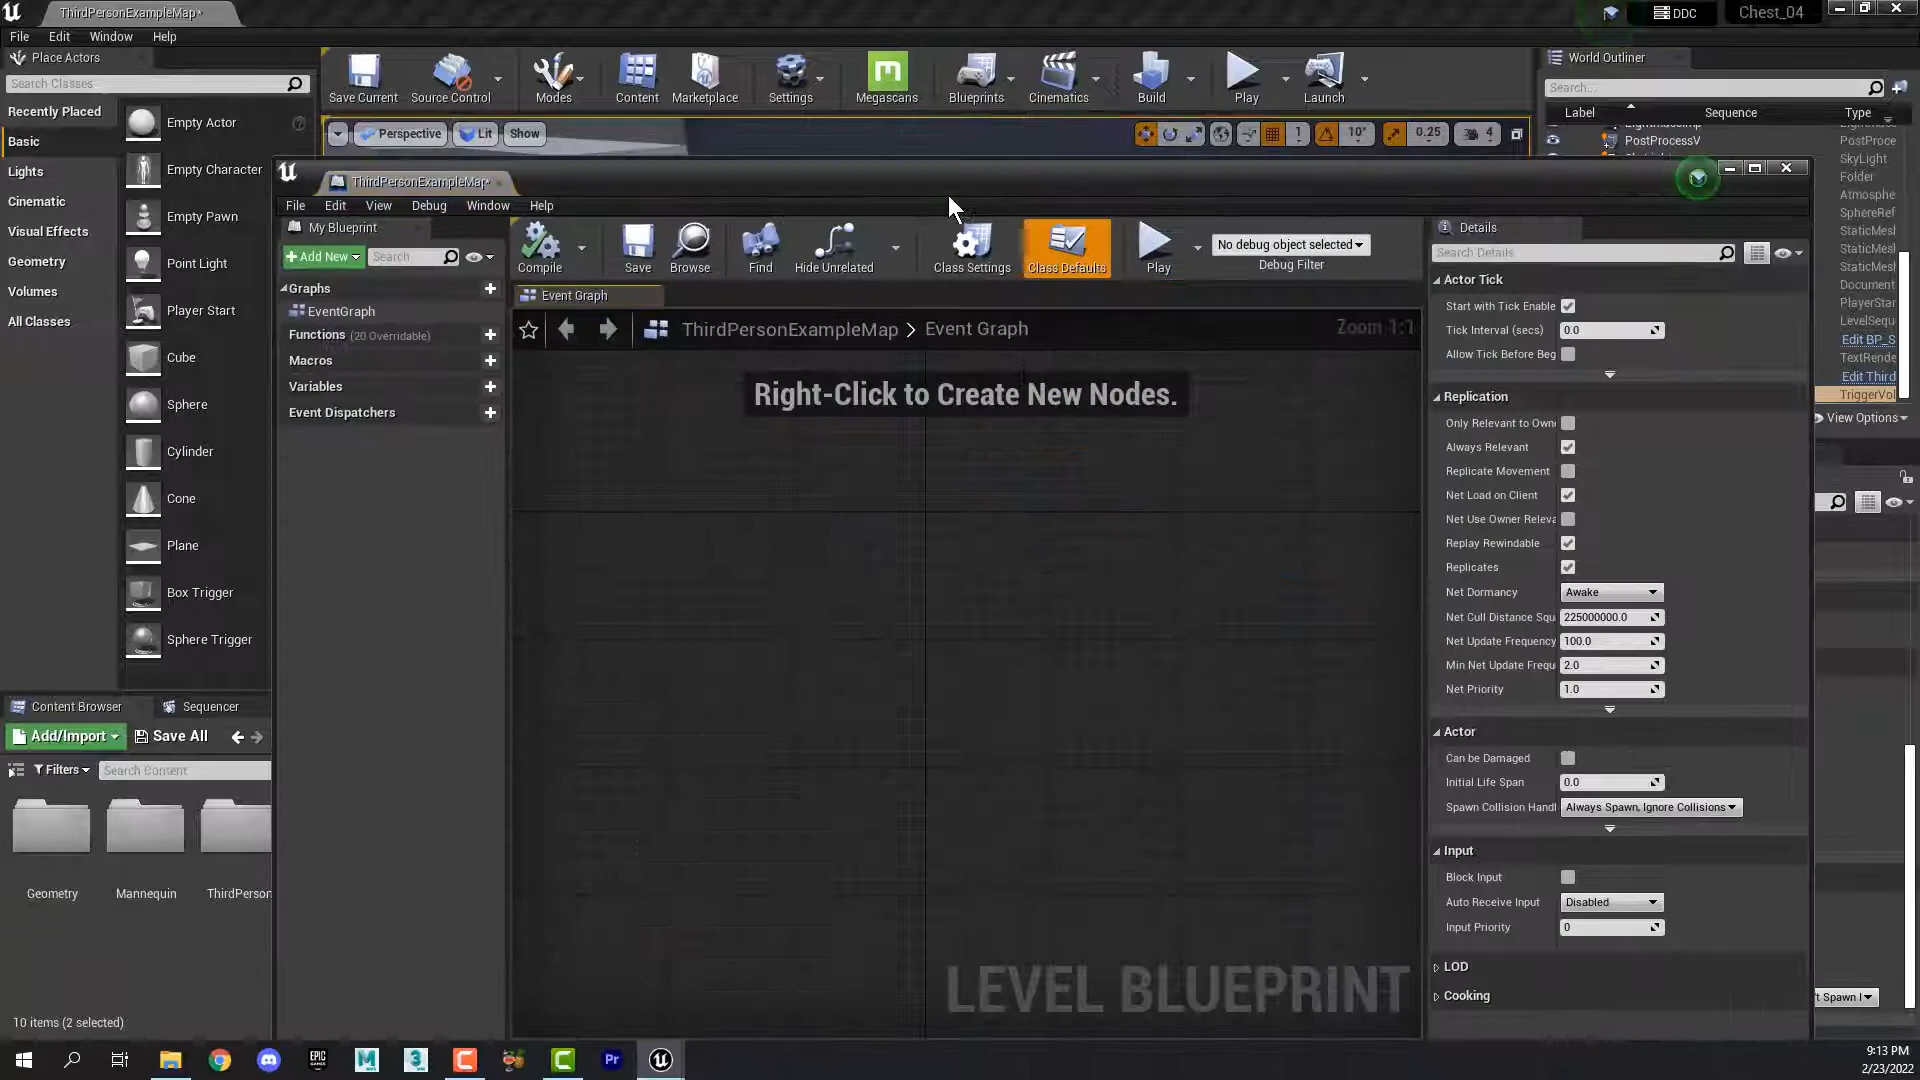 ThirdPersonExampleMap*
DDC
Chest_04
File Edit Window Help
Place Actors
Search Classes
Recently Placed
Basic
Lights
Cinematic
Visual Effects
Geometry
Volumes
All Classes
Empty Actor
Empty Character
Empty Pawn
Point Light
Player Start
Cube
Sphere
Cylinder
Cone
Plane
Box Trigger
Sphere Trigger
Save Current
Source Control
Modes
Content
Marketplace
Settings
Megascans
Blueprints
Cinematics
Build
Play
Launch
Perspective
Lit
Show
1
10°
0.25
4
World Outliner
Search...
Label Sequence Type
PostProcessV PostProce
SkyLight
Folder
Atmosphe
SphereRef
StaticMesl
StaticMesl
StaticMesl
Document
PlayerStar
LevelSequ
Edit BP_S
TextRende
Edit Third
TriggerVol
View Options
ThirdPersonExampleMap*
File Edit View Debug Window Help
My Blueprint
Add New
Search
Graphs
EventGraph
Functions (20 Overridable)
Macros
Variables
Event Dispatchers
Compile
Save
Browse
Find
Hide Unrelated
Class Settings
Class Defaults
Play
No debug object selected
Debug Filter
Event Graph
ThirdPersonExampleMap > Event Graph
Zoom 1:1
Right-Click to Create New Nodes.
LEVEL BLUEPRINT
Details
Search Details
Actor Tick
Start with Tick Enable
Tick Interval (secs) 0.0
Allow Tick Before Beg
Replication
Only Relevant to Own
Always Relevant
Replicate Movement
Net Load on Client
Net Use Owner Releva
Replay Rewindable
Replicates
Net Dormancy Awake
Net Cull Distance Squ 225000000.0
Net Update Frequency 100.0
Min Net Update Frequ 2.0
Net Priority 1.0
Actor
Can be Damaged
Initial Life Span 0.0
Spawn Collision Handl Always Spawn, Ignore Collisions
Input
Block Input
Auto Receive Input Disabled
Input Priority 0
LOD
Cooking
't Spawn I
Content Browser
Sequencer
Add/Import
Save All
Filters
Search Content
Geometry
Mannequin
ThirdPerson
10 items (2 selected)
EPIC
GAMES
M
3
Pr
9:13 PM
2/23/2022